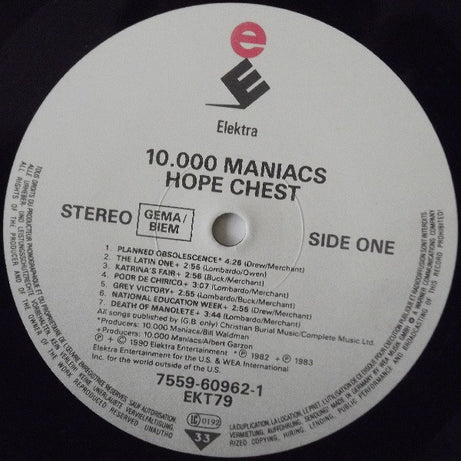 e
E
Elektra
10.000 MANIACS
HOPE CHEST
STEREO
GEMA/
BIEM
SIDE ONE
1. PLANNED OBSOLESCENCE* 4:26 (Drew/Merchant)
2. THE LATIN ONE+ 2:56 (Lombardo/Owen)
3. KATRINA'S FAIR+ 2:56 (Buck/Merchant)
4. POOR DE CHIRICO+ 3:07 (Lombardo/Merchant)
5. GREY VICTORY+ 2:55 (Lombardo/Buck/Merchant)
6. NATIONAL EDUCATION WEEK+ 2:55 (Drew/Merchant)
7. DEATH OF MANOLETE+ 3:44 (Lombardo/Merchant)
All songs published by (G.B. only) Christian Burial Music/Complete Music Ltd.
*Producers: 10.000 Maniacs/Bill Waldman
+Producers: 10.000 Maniacs/Albert Garzon
℗ + © 1990 Elektra Entertainment * ℗ 1982 + ℗ 1983
Elektra Entertainment for the U.S. & WEA International
Inc. for the world outside of the U.S.
7559-60962-1
EKT79
LC 0192
33